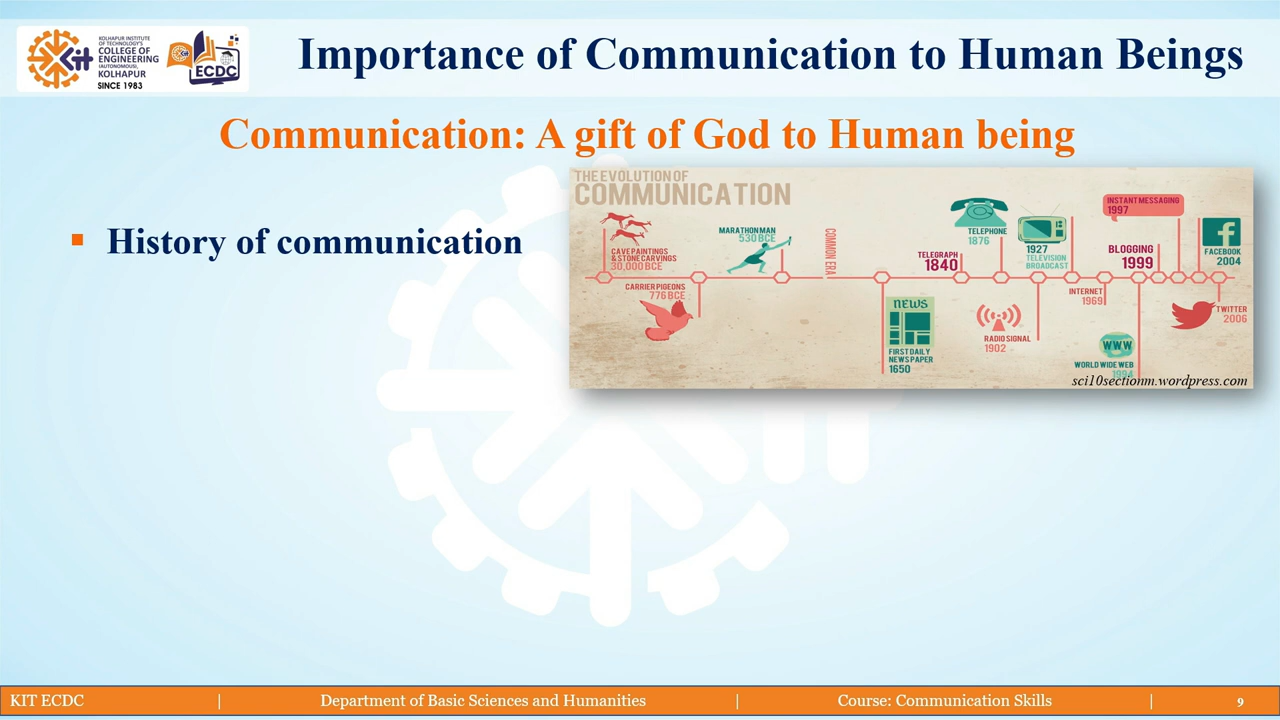 KOLHAPUR INSTITUTE
OF TECHNOLOGY'S
COLLEGE OF
ENGINEERING
(AUTONOMOUS),
KOLHAPUR
SINCE 1983
Kit
ECDC
Importance of Communication to Human Beings
Communication: A gift of God to Human being
History of communication
THE EVOLUTION OF
COMMUNICATION
CAVE PAINTINGS
& STONE CARVINGS
30,000 BCE
CARRIER PIGEONS
776 BCE
MARATHON MAN
530 BCE
COMMON ERA
NEWS
FIRST DAILY
NEWS PAPER
1650
TELEGRAPH
1840
TELEPHONE
1876
RADIO SIGNAL
1902
1927
TELEVISION
BROADCAST
INTERNET
1969
WWW
WORLD WIDE WEB
1994
INSTANT MESSAGING
1997
BLOGGING
1999
FACEBOOK
2004
TWITTER
2006
sci10sectionm.wordpress.com
KIT ECDC | Department of Basic Sciences and Humanities | Course: Communication Skills | 9